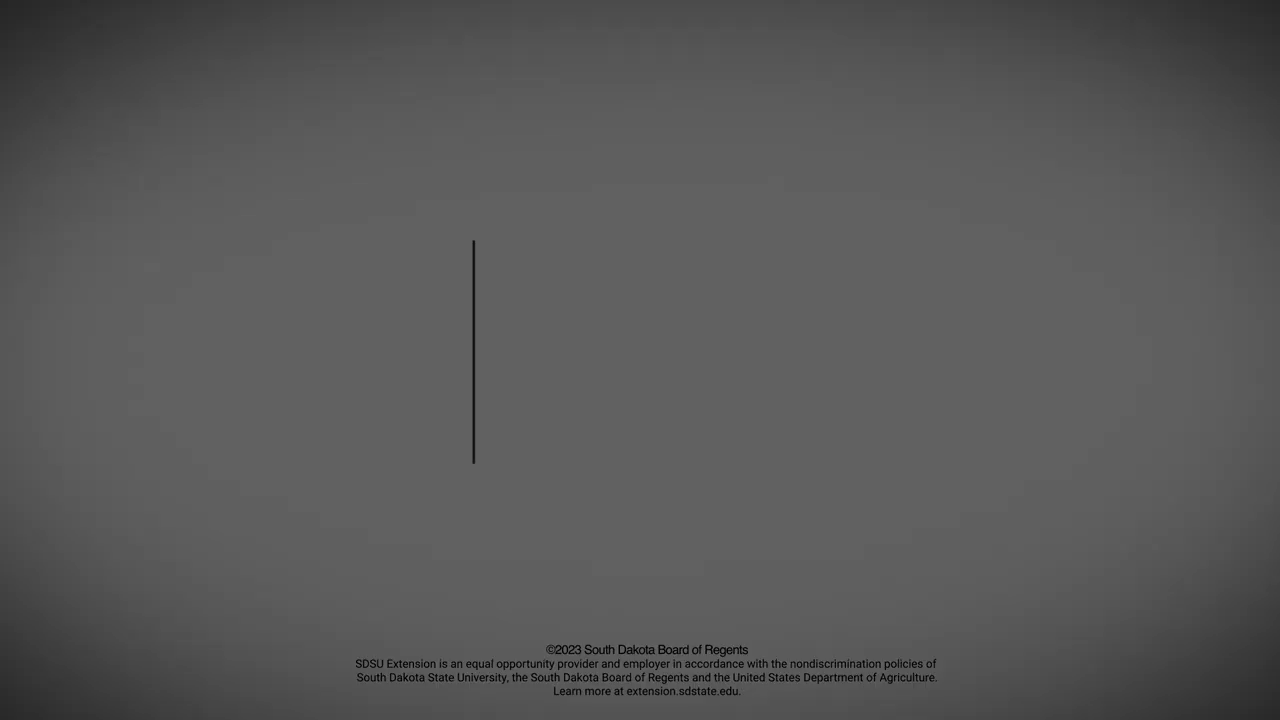 ©2023 South Dakota Board of Regents
SDSU Extension is an equal opportunity provider and employer in accordance with the nondiscrimination policies of
South Dakota State University, the South Dakota Board of Regents and the United States Department of Agriculture.
Learn more at extension.sdstate.edu.